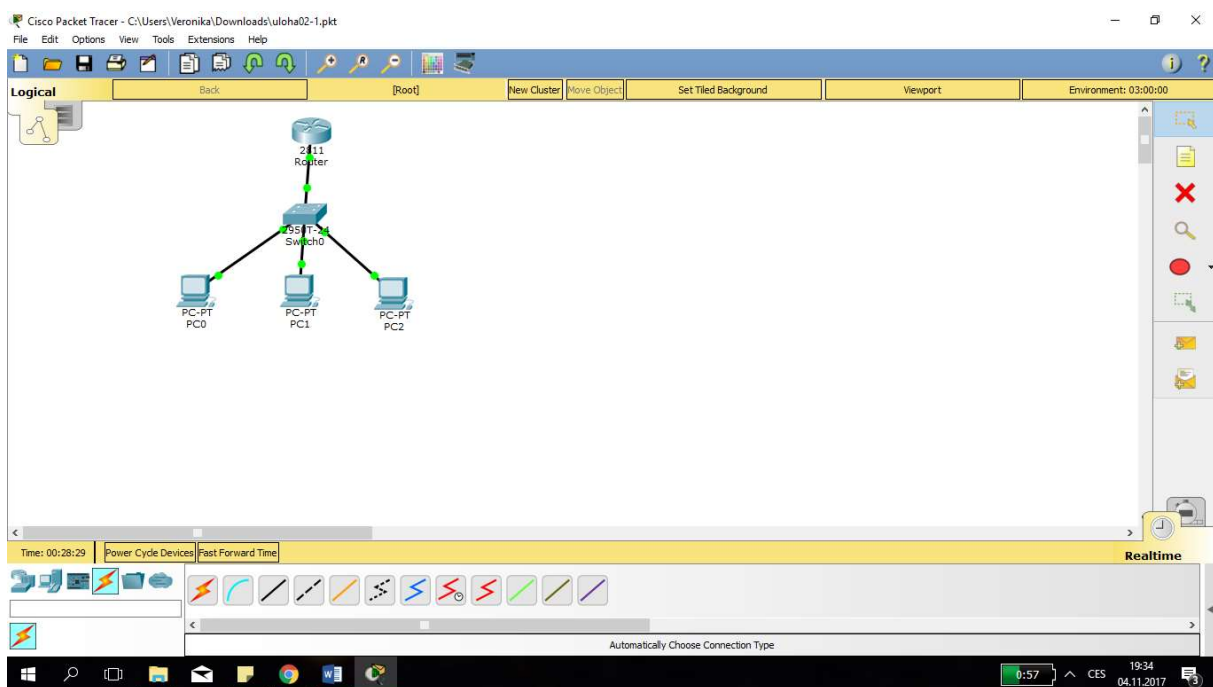 Cisco Packet Tracer - C:\Users\Veronika\Downloads\uloha02-1.pkt
File Edit Options View Tools Extensions Help
Logical Back [Root] New Cluster Move Object Set Tiled Background Viewport Environment: 03:00:00
2811
Router
2950T-24
Switch0
PC-PT
PC0
PC-PT
PC1
PC-PT
PC2
Time: 00:28:29 Power Cycle Devices Fast Forward Time Realtime
Automatically Choose Connection Type
0:57 CES 19:34
04.11.2017